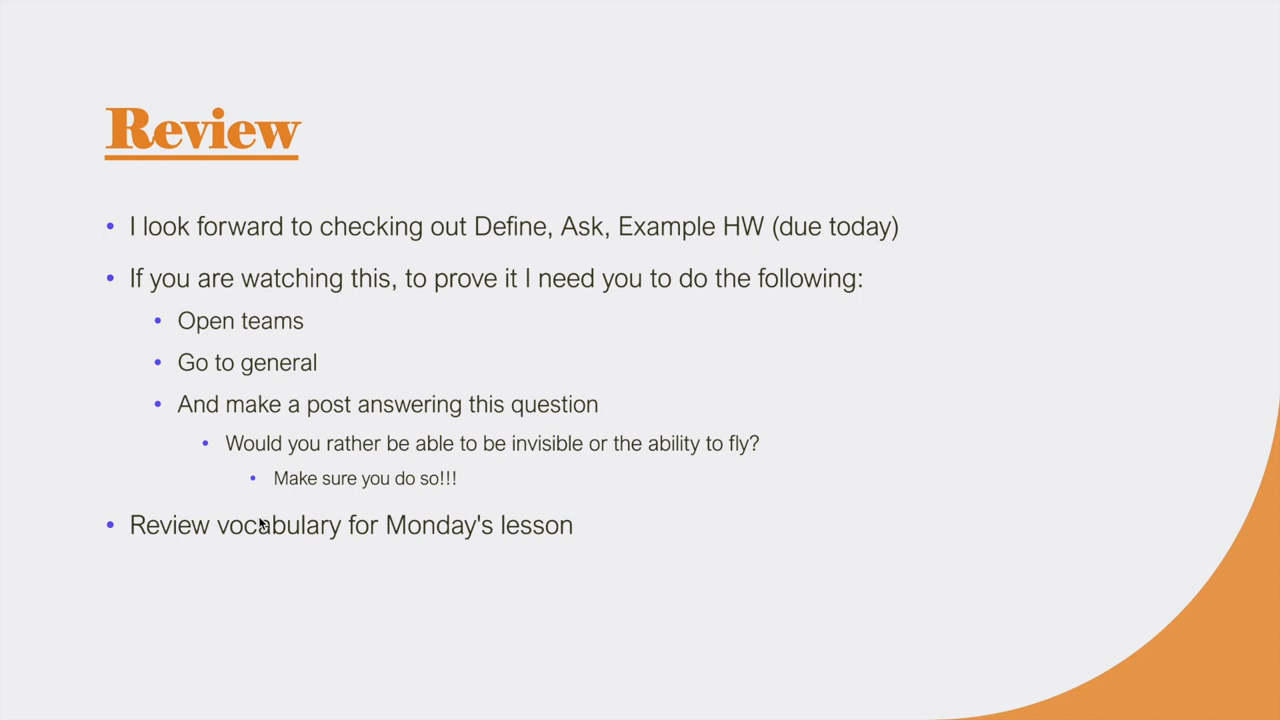 Review
I look forward to checking out Define, Ask, Example HW (due today)
If you are watching this, to prove it I need you to do the following:
Open teams
Go to general
And make a post answering this question
Would you rather be able to be invisible or the ability to fly?
Make sure you do so!!!
Review vocabulary for Monday's lesson